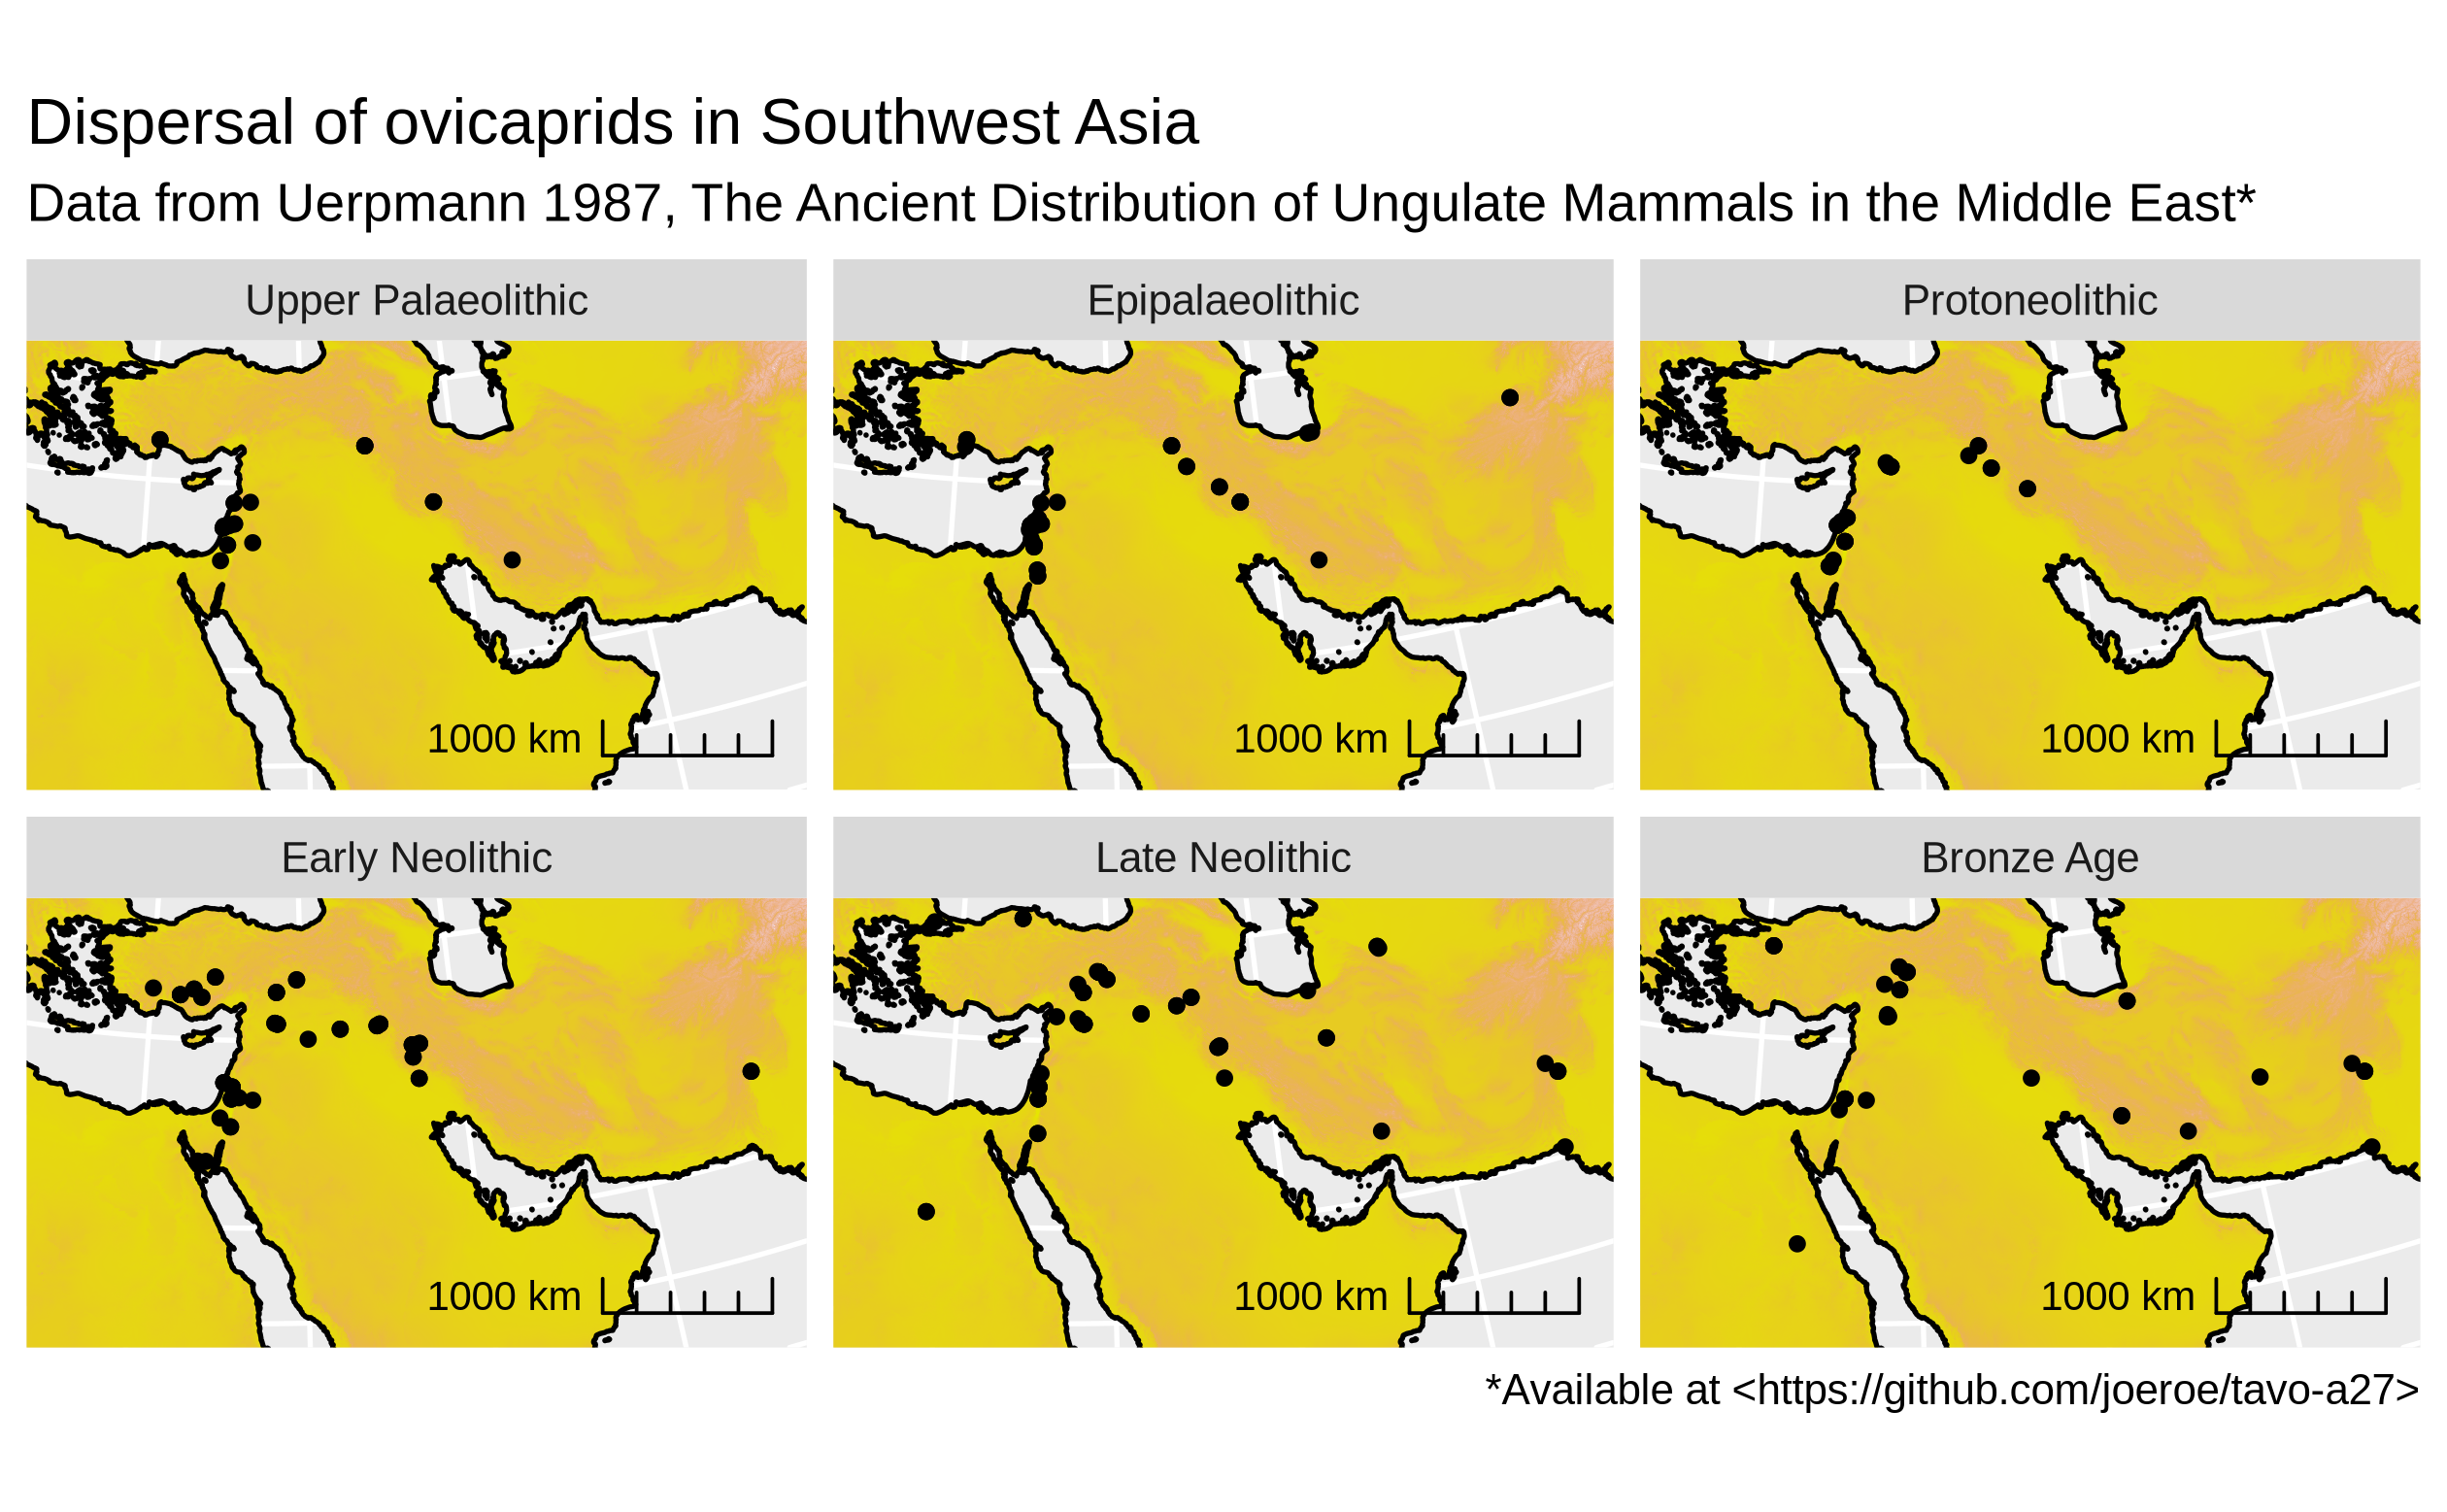 Dispersal of ovicaprids in Southwest Asia
Data from Uerpmann 1987, The Ancient Distribution of Ungulate Mammals in the Middle East*
Upper Palaeolithic
Epipalaeolithic
Protoneolithic
1000 km
1000 km
1000 km
Early Neolithic
Late Neolithic
Bronze Age
1000 km
1000 km
1000 km
*Available at <https://github.com/joeroe/tavo-a27>